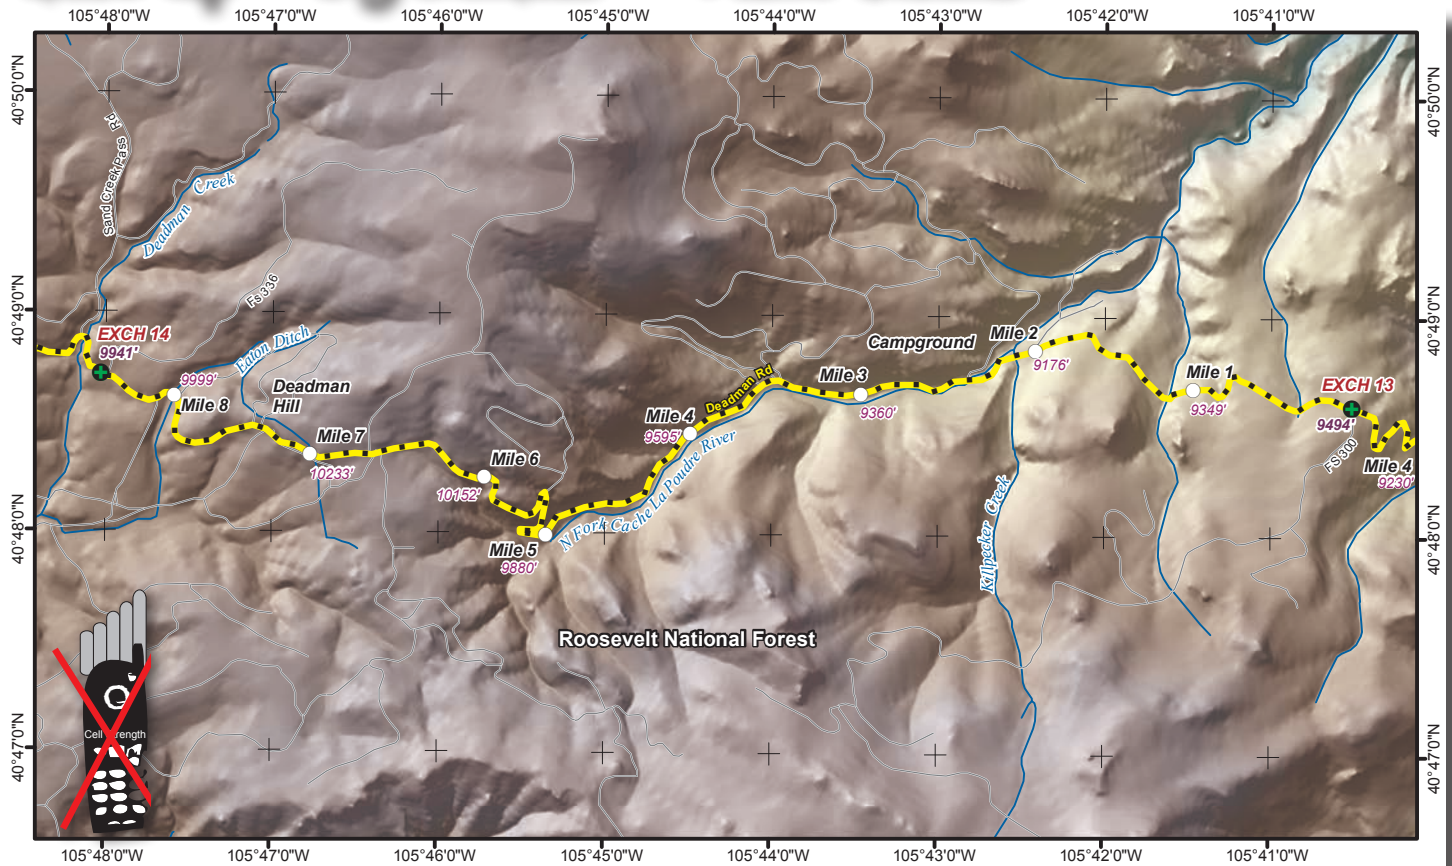 105°48'0"W 105°47'0"W 105°46'0"W 105°45'0"W 105°44'0"W 105°43'0"W 105°42'0"W 105°41'0"W
40°50'0"N
40°50'0"N
Sand Creek Pass Rd
Deadman Creek
Fs 336
40°49'0"N
40°49'0"N
EXCH 14
9941'
Eaton Ditch
9999'
Mile 8
Deadman
Hill
Mile 7
10233'
Mile 6
10152'
Mile 5
9880'
Mile 4
9595'
Deadman Rd
N Fork Cache La Poudre River
Campground
Mile 3
9360'
Mile 2
9176'
Mile 1
9349'
EXCH 13
9494'
FS 300
Mile 4
9230'
Killpecker Creek
40°48'0"N
40°48'0"N
Roosevelt National Forest
Cell Strength
40°47'0"N
40°47'0"N
105°48'0"W 105°47'0"W 105°46'0"W 105°45'0"W 105°44'0"W 105°43'0"W 105°42'0"W 105°41'0"W